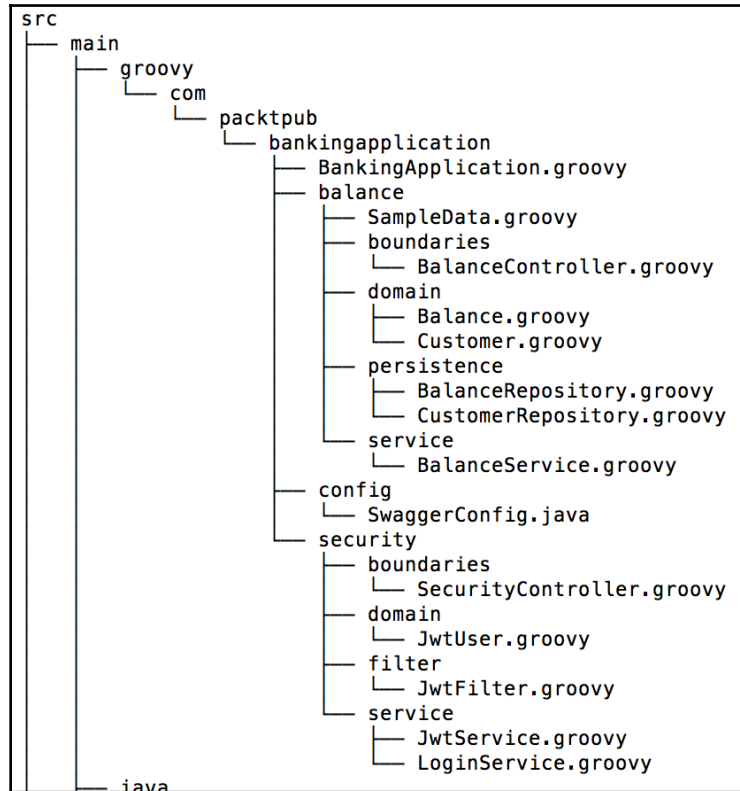 src
├── main
│   ├── groovy
│   │   └── com
│   │       └── packtpub
│   │           └── bankingapplication
│   │               ├── BankingApplication.groovy
│   │               ├── balance
│   │               │   ├── SampleData.groovy
│   │               │   ├── boundaries
│   │               │   │   └── BalanceController.groovy
│   │               │   ├── domain
│   │               │   │   ├── Balance.groovy
│   │               │   │   └── Customer.groovy
│   │               │   ├── persistence
│   │               │   │   ├── BalanceRepository.groovy
│   │               │   │   └── CustomerRepository.groovy
│   │               │   └── service
│   │               │       └── BalanceService.groovy
│   │               ├── config
│   │               │   └── SwaggerConfig.java
│   │               └── security
│   │                   ├── boundaries
│   │                   │   └── SecurityController.groovy
│   │                   ├── domain
│   │                   │   └── JwtUser.groovy
│   │                   ├── filter
│   │                   │   └── JwtFilter.groovy
│   │                   └── service
│   │                       ├── JwtService.groovy
│   │                       └── LoginService.groovy
│   ├── java